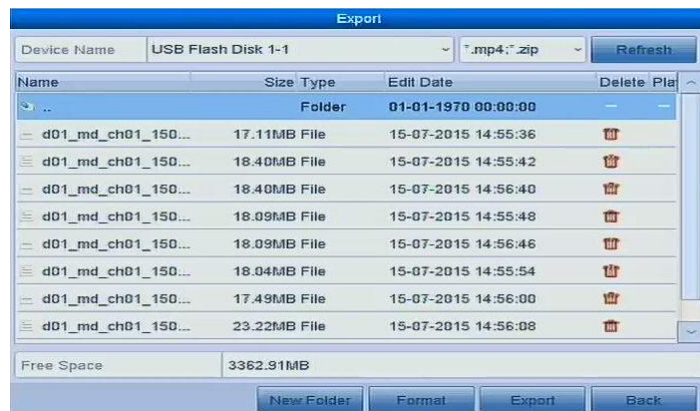 Export
Device Name USB Flash Disk 1-1 *.mp4;*.zip Refresh
Name Size Type Edit Date Delete Pla
.. Folder 01-01-1970 00:00:00 — —
d01_md_ch01_150... 17.11MB File 15-07-2015 14:55:36
d01_md_ch01_150... 18.40MB File 15-07-2015 14:55:42
d01_md_ch01_150... 18.40MB File 15-07-2015 14:56:40
d01_md_ch01_150... 18.09MB File 15-07-2015 14:55:48
d01_md_ch01_150... 18.09MB File 15-07-2015 14:56:46
d01_md_ch01_150... 18.04MB File 15-07-2015 14:55:54
d01_md_ch01_150... 17.49MB File 15-07-2015 14:56:00
d01_md_ch01_150... 23.22MB File 15-07-2015 14:56:08
Free Space 3362.91MB
New Folder Format Export Back